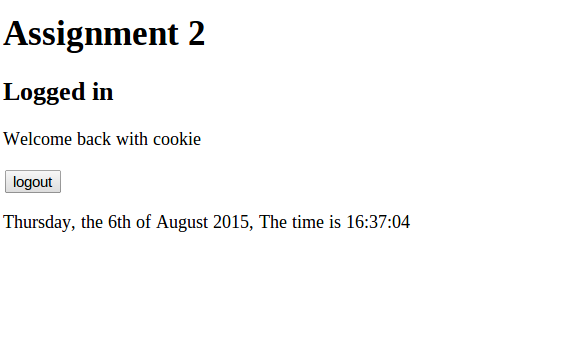 Assignment 2
Logged in
Welcome back with cookie
logout
Thursday, the 6th of August 2015, The time is 16:37:04